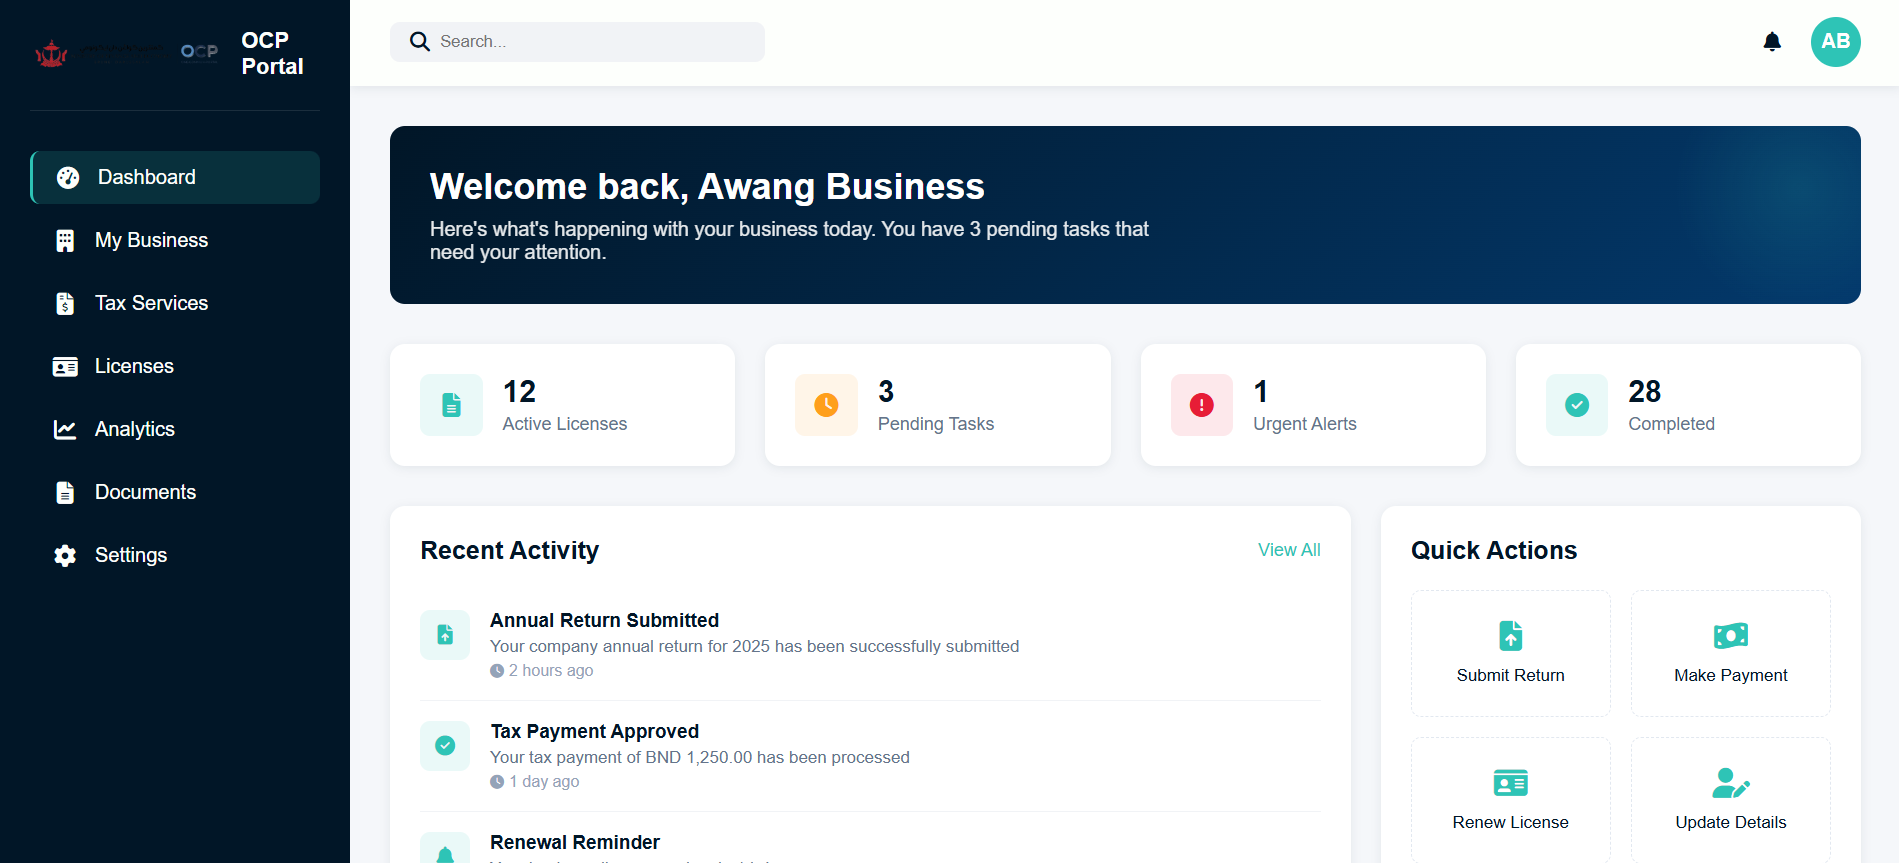 OCP
OCP
Portal
Search...
AB
Dashboard
My Business
Tax Services
Licenses
Analytics
Documents
Settings
Welcome back, Awang Business
Here's what's happening with your business today. You have 3 pending tasks that
need your attention.
12
Active Licenses
3
Pending Tasks
1
Urgent Alerts
28
Completed
Recent Activity
View All
Annual Return Submitted
Your company annual return for 2025 has been successfully submitted
2 hours ago
Tax Payment Approved
Your tax payment of BND 1,250.00 has been processed
1 day ago
Renewal Reminder
Quick Actions
Submit Return
Make Payment
Renew License
Update Details